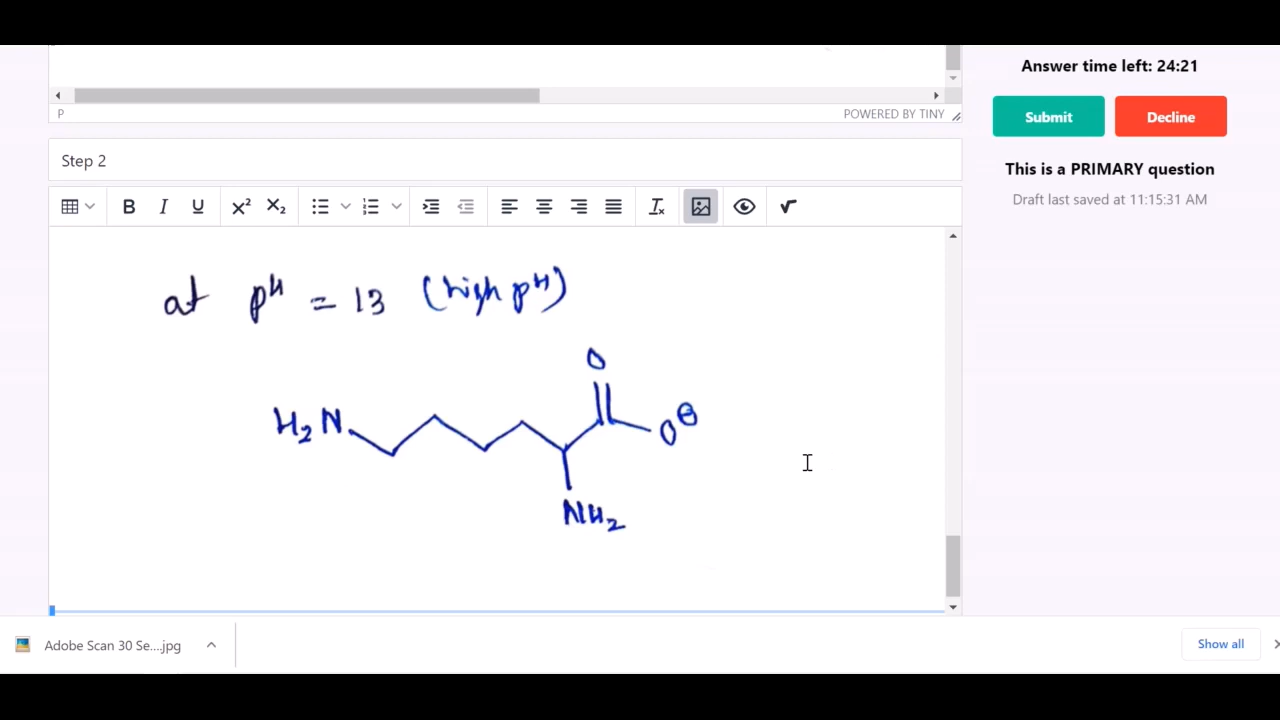 Answer time left: 24:21
Submit Decline
This is a PRIMARY question
Draft last saved at 11:15:31 AM
P POWERED BY TINY
Step 2
B I U X² X₂
at pH = 13 (high pH)
O
H₂N O⊖
NH₂
Adobe Scan 30 Se....jpg
Show all